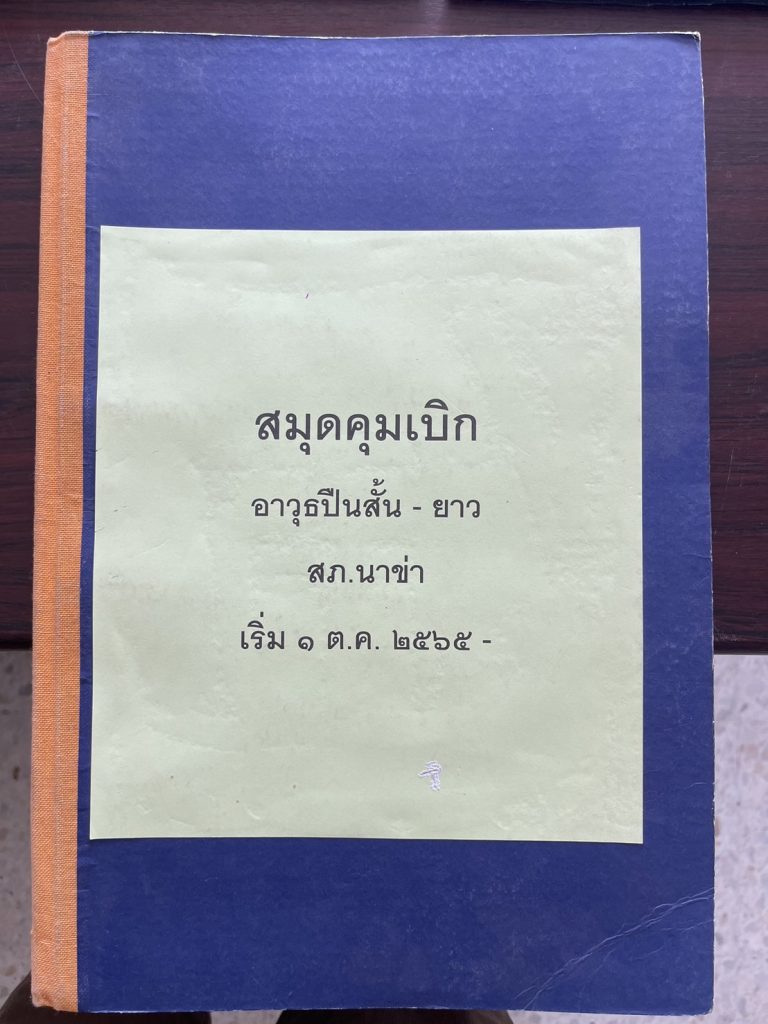 สมุดคุมเบิก
อาวุธปืนสั้น - ยาว
สภ.นาข่า
เริ่ม ๑ ต.ค. ๒๕๖๕ -